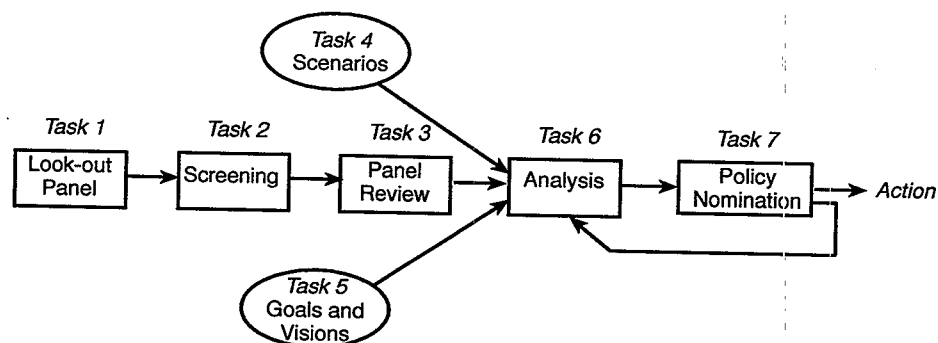 Task 4
Scenarios
Task 1
Look-out
Panel
Task 2
Screening
Task 3
Panel
Review
Task 6
Analysis
Task 7
Policy
Nomination
Action
Task 5
Goals and
Visions